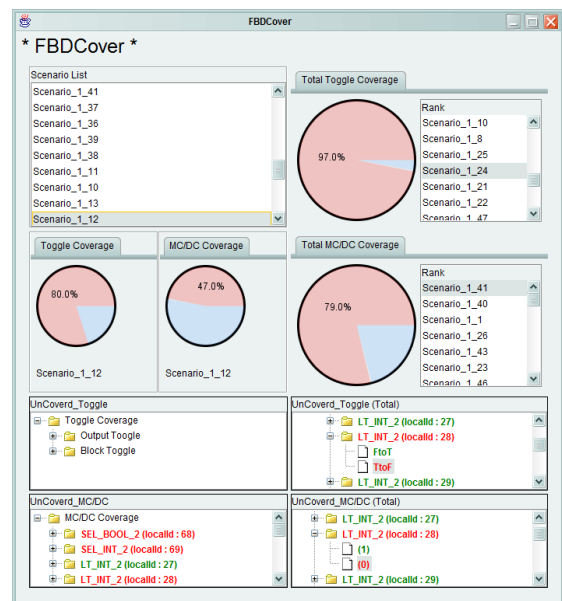 FBDCover
* FBDCover *
Scenario List
Scenario_1_41
Scenario_1_37
Scenario_1_36
Scenario_1_39
Scenario_1_38
Scenario_1_11
Scenario_1_10
Scenario_1_13
Scenario_1_12
Total Toggle Coverage
97.0%
Rank
Scenario_1_10
Scenario_1_8
Scenario_1_25
Scenario_1_24
Scenario_1_21
Scenario_1_22
Scenario_1_47
Toggle Coverage
80.0%
Scenario_1_12
MC/DC Coverage
47.0%
Scenario_1_12
Total MC/DC Coverage
79.0%
Rank
Scenario_1_41
Scenario_1_40
Scenario_1_1
Scenario_1_26
Scenario_1_43
Scenario_1_23
Scenario_1_46
UnCoverd_Toggle
Toggle Coverage
Output Toogle
Block Toggle
UnCoverd_Toggle (Total)
LT_INT_2 (localId : 27)
LT_INT_2 (localId : 28)
FtoT
TtoF
LT_INT_2 (localId : 29)
UnCoverd_MC/DC
MC/DC Coverage
SEL_BOOL_2 (localId : 68)
SEL_INT_2 (localId : 69)
LT_INT_2 (localId : 27)
LT_INT_2 (localId : 28)
UnCoverd_MC/DC (Total)
LT_INT_2 (localId : 27)
LT_INT_2 (localId : 28)
(1)
(0)
LT_INT_2 (localId : 29)